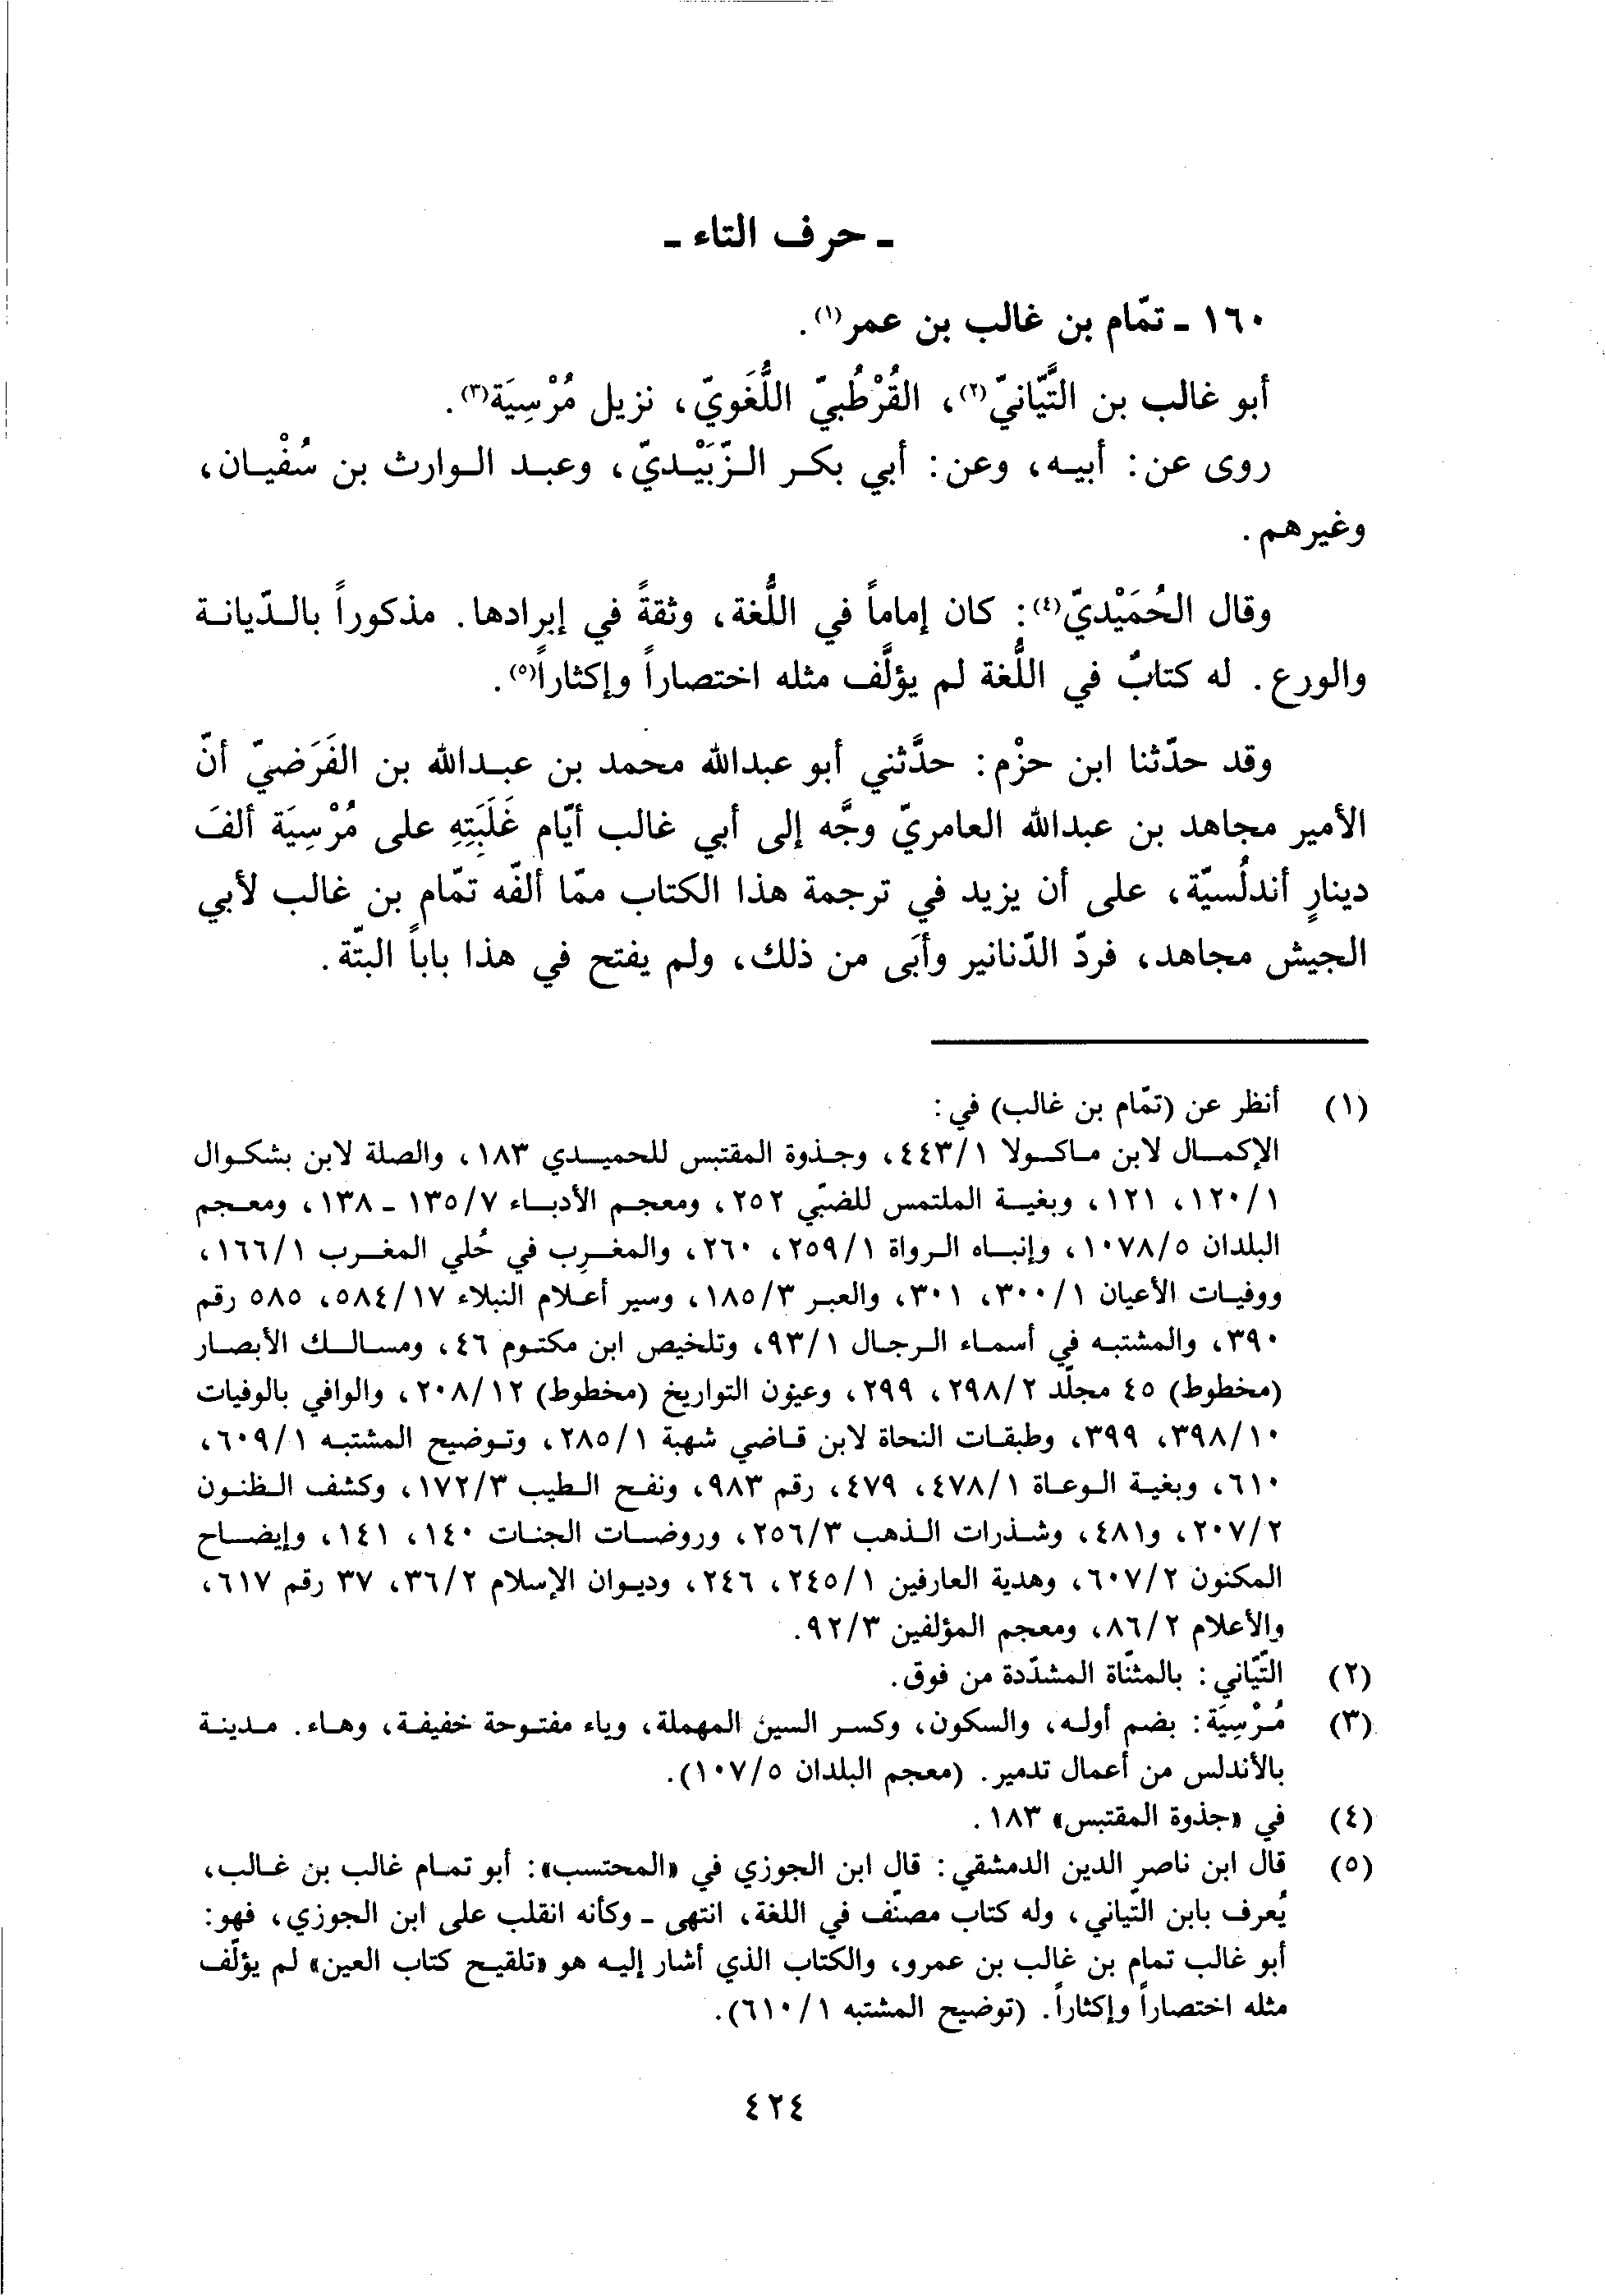 - حرف التاء -
١٦٠ - تمّام بن غالب بن عمر(١).
أبو غالب بن التَّيّانيّ(٢)، القُرْطُبيّ اللُّغَويّ، نزيل مُرْسِيَة(٣).
روى عن: أبيه، وعن: أبي بكر الزّبَيْديّ، وعبد الوارث بن سُفْيان،
وغيرهم.
وقال الحُمَيْديّ(٤): كان إماماً في اللُّغة، وثقةً في إيرادها. مذكوراً بالدّيانة
والورع. له كتابٌ في اللُّغة لم يؤلَّف مثله اختصاراً وإكثاراً(٥).
وقد حدّثنا ابن حزْم: حدَّثني أبو عبدالله محمد بن عبدالله بن الفَرَضيّ أنّ
الأمير مجاهد بن عبدالله العامريّ وجَّه إلى أبي غالب أيّام غَلَبَتِهِ على مُرْسِيَة ألفَ
دينارٍ أندلُسيّة، على أن يزيد في ترجمة هذا الكتاب ممّا ألفّه تمّام بن غالب لأبي
الجيش مجاهد، فردّ الدّنانير وأبَى من ذلك، ولم يفتح في هذا باباً البتّة.
(١) أنظر عن (تمّام بن غالب) في:
الإكمال لابن ماكولا ٤٤٣/١، وجذوة المقتبس للحميدي ١٨٣، والصلة لابن بشكوال
١٢٠/١، ١٢١، وبغية الملتمس للضبّي ٢٥٢، ومعجم الأدباء ١٣٥/٧ - ١٣٨، ومعجم
البلدان ١٠٧٨/٥، وإنباه الرواة ٢٥٩/١، ٢٦٠، والمغرِب في حُلي المغرب ١٦٦/١،
ووفيات الأعيان ٣٠٠/١، ٣٠١، والعبر ١٨٥/٣، وسير أعلام النبلاء ٥٨٤/١٧، ٥٨٥ رقم
٣٩٠، والمشتبه في أسماء الرجال ٩٣/١، وتلخيص ابن مكتوم ٤٦، ومسالك الأبصار
(مخطوط) ٤٥ مجلّد ٢٩٨/٢، ٢٩٩، وعيون التواريخ (مخطوط) ٢٠٨/١٢، والوافي بالوفيات
٣٩٨/١٠، ٣٩٩، وطبقات النحاة لابن قاضي شهبة ٢٨٥/١، وتوضيح المشتبه ٦٠٩/١،
٦١٠، وبغية الوعاة ٤٧٨/١، ٤٧٩، رقم ٩٨٣، ونفح الطيب ١٧٢/٣، وكشف الظنون
٢٠٧/٢، و٤٨١، وشذرات الذهب ٢٥٦/٣، وروضات الجنات ١٤٠، ١٤١، وإيضاح
المكنون ٦٠٧/٢، وهدية العارفين ٢٤٥/١، ٢٤٦، وديوان الإسلام ٣٦/٢، ٣٧ رقم ٦١٧،
والأعلام ٨٦/٢، ومعجم المؤلفين ٩٢/٣.
(٢) التّيّاني: بالمثنّاة المشدّدة من فوق.
(٣) مُرْسِيَة: بضم أوله، والسكون، وكسر السين المهملة، وياء مفتوحة خفيفة، وهاء. مدينة
بالأندلس من أعمال تدمير. (معجم البلدان ١٠٧/٥).
(٤) في «جذوة المقتبس» ١٨٣.
(٥) قال ابن ناصر الدين الدمشقي: قال ابن الجوزي في «المحتسب»: أبو تمام غالب بن غالب،
يُعرف بابن التّياني، وله كتاب مصنّف في اللغة، انتهى - وكأنه انقلب على ابن الجوزي، فهو:
أبو غالب تمام بن غالب بن عمرو، والكتاب الذي أشار إليه هو «تلقيح كتاب العين» لم يؤلّف
مثله اختصاراً وإكثاراً. (توضيح المشتبه ٦١٠/١).
٤٢٤